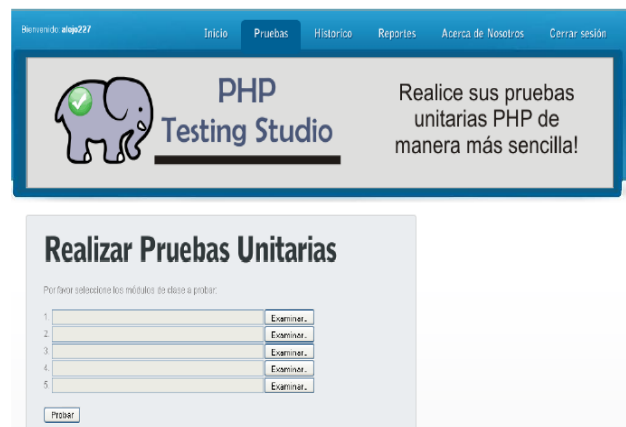 Bienvenido: alejo227
Inicio Pruebas Historico Reportes Acerca de Nosotros Cerrar sesión
PHP
Testing Studio
Realice sus pruebas
unitarias PHP de
manera más sencilla!
Realizar Pruebas Unitarias
Por favor seleccione los módulos de clase a probar:
1. Examinar..
2. Examinar..
3. Examinar..
4. Examinar..
5. Examinar..
Probar